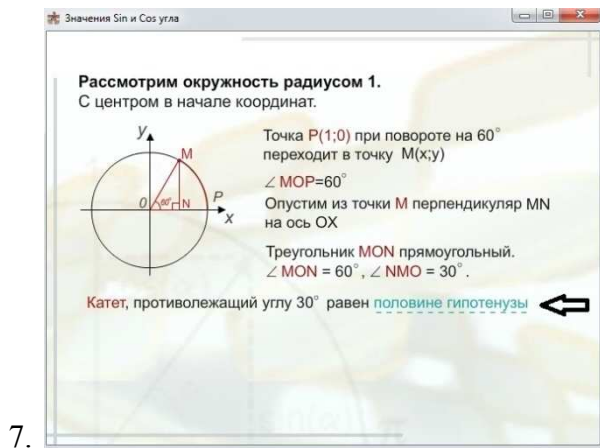 Значения Sin и Cos угла
Рассмотрим окружность радиусом 1.
С центром в начале координат.
y
M
0
60°
N
P
x
Точка P(1;0) при повороте на 60°
переходит в точку M(x;y)
∠ MOP=60°
Опустим из точки M перпендикуляр MN
на ось OX
Треугольник MON прямоугольный.
∠ MON = 60°, ∠ NMO = 30°.
Катет, противолежащий углу 30° равен половине гипотенузы
sin(α)
7.